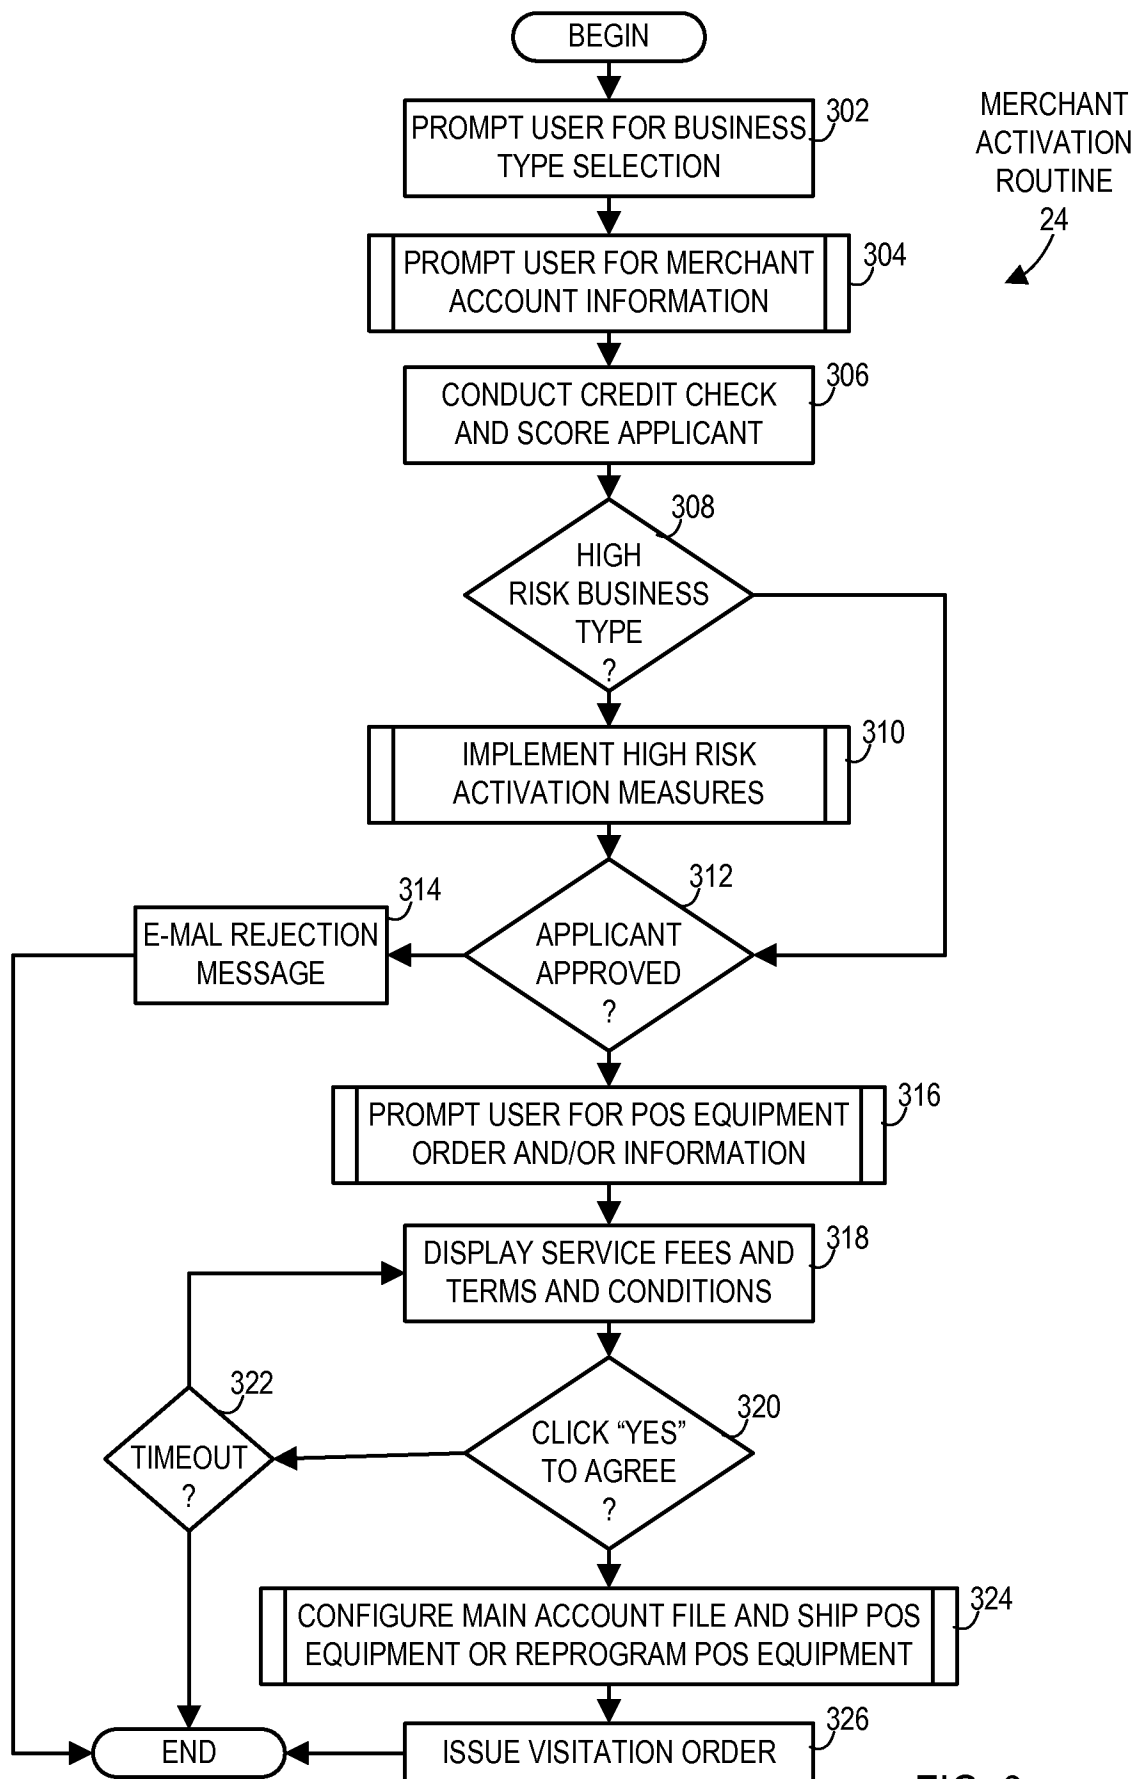 BEGIN
302
PROMPT USER FOR BUSINESS
TYPE SELECTION
MERCHANT
ACTIVATION
ROUTINE
24
304
PROMPT USER FOR MERCHANT
ACCOUNT INFORMATION
306
CONDUCT CREDIT CHECK
AND SCORE APPLICANT
308
HIGH
RISK BUSINESS
TYPE
?
310
IMPLEMENT HIGH RISK
ACTIVATION MEASURES
312
APPLICANT
APPROVED
?
314
E-MAL REJECTION
MESSAGE
316
PROMPT USER FOR POS EQUIPMENT
ORDER AND/OR INFORMATION
318
DISPLAY SERVICE FEES AND
TERMS AND CONDITIONS
320
CLICK “YES”
TO AGREE
?
322
TIMEOUT
?
324
CONFIGURE MAIN ACCOUNT FILE AND SHIP POS
EQUIPMENT OR REPROGRAM POS EQUIPMENT
326
ISSUE VISITATION ORDER
END